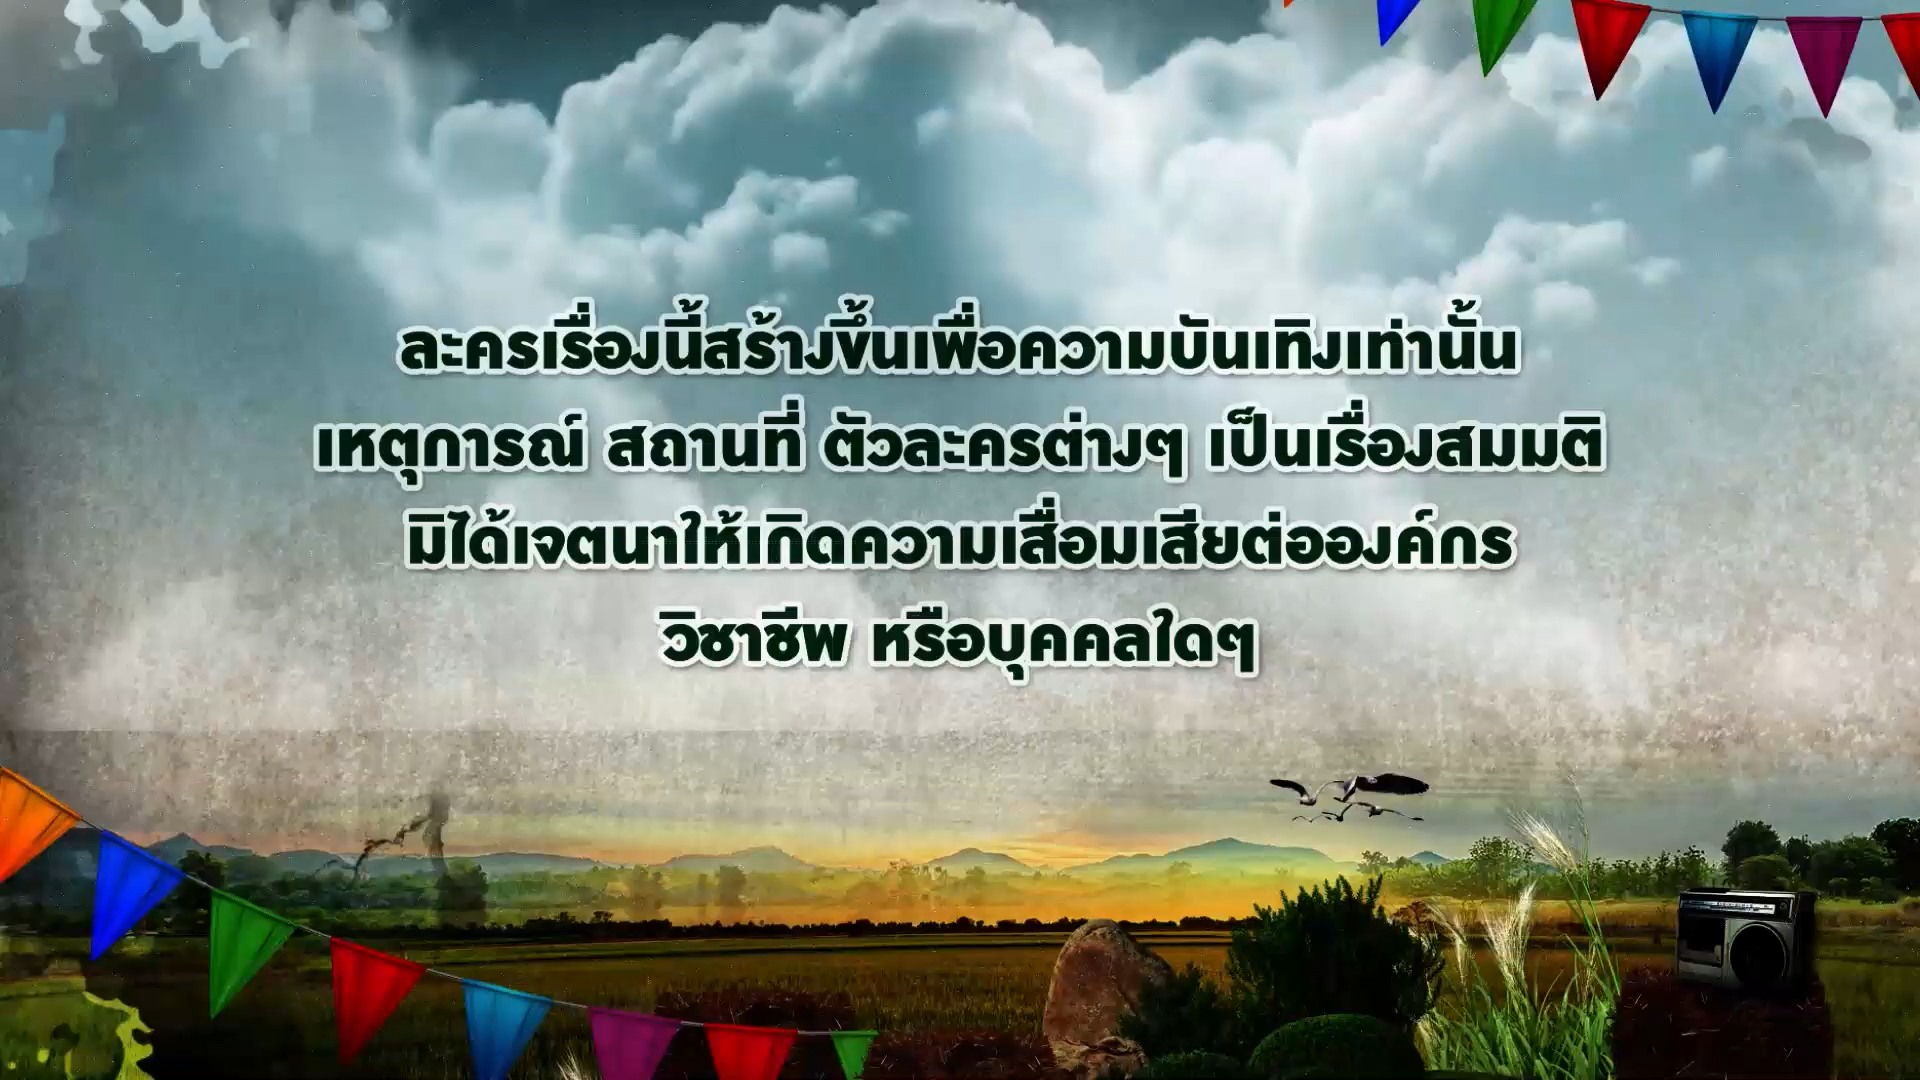 ละครเรื่องนี้สร้างขึ้นเพื่อความบันเทิงเท่านั้น
เหตุการณ์ สถานที่ ตัวละครต่างๆ เป็นเรื่องสมมติ
มิได้เจตนาให้เกิดความเสื่อมเสียต่อองค์กร
วิชาชีพ หรือบุคคลใดๆ